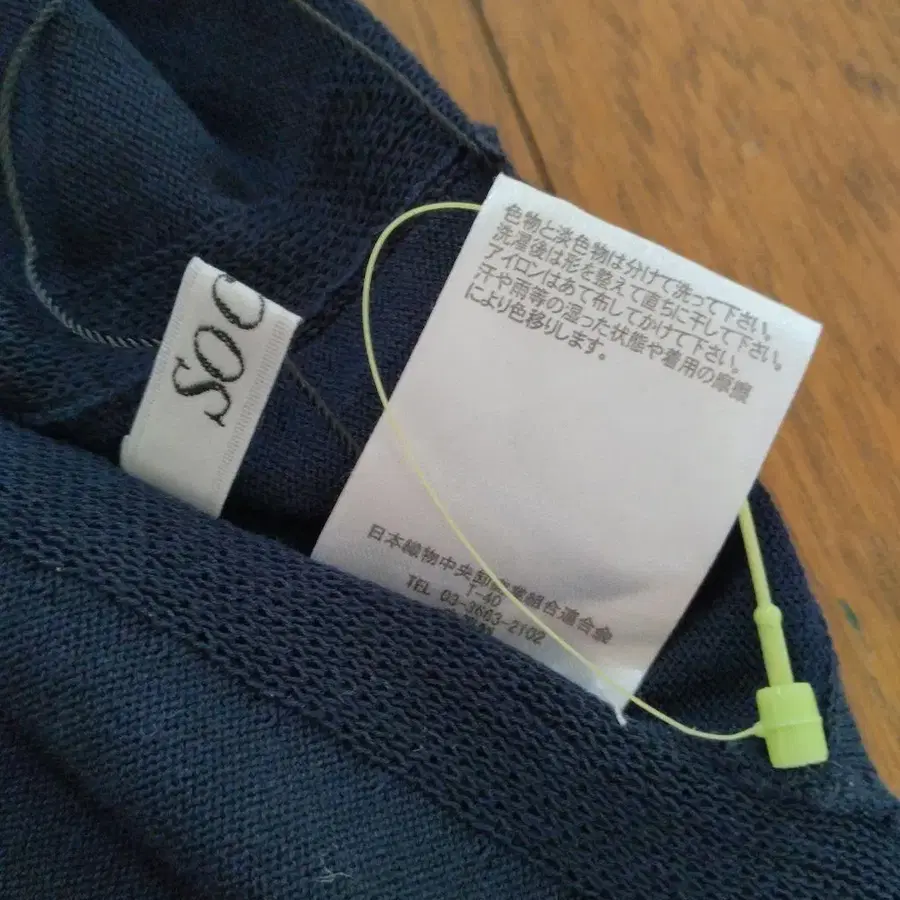 SOC
色物と淡色物は分けて洗って下さい。
洗濯後は形を整えて直ちに干して下さい。
アイロンはあて布してかけて下さい。
汗や雨等の湿った状態や着用の摩擦
により色移りします。
日本織物中央卸商業組合連合会
T-40
TEL 03-3663-2102